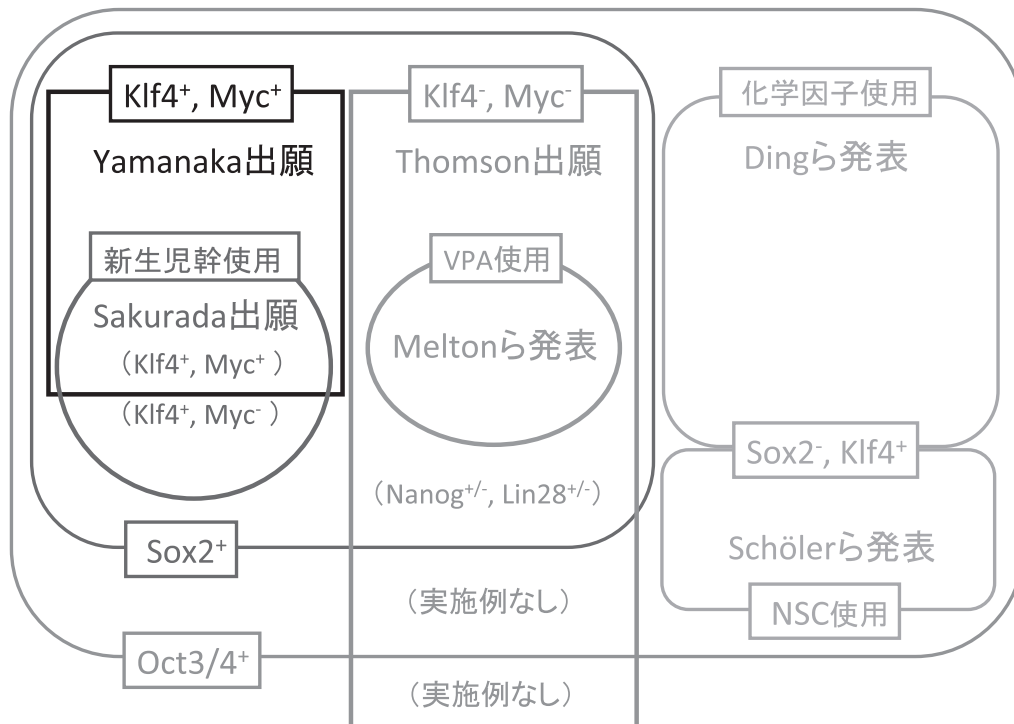 Klf4⁺, Myc⁺
Yamanaka出願
新生児幹使用
Sakurada出願
（Klf4⁺, Myc⁺ ）
（Klf4⁺, Myc⁻ ）
Sox2⁺
Oct3/4⁺
Klf4⁻, Myc⁻
Thomson出願
VPA使用
Meltonら発表
（Nanog⁺/⁻, Lin28⁺/⁻）
（実施例なし）
（実施例なし）
化学因子使用
Dingら発表
Sox2⁻, Klf4⁺
Schölerら発表
NSC使用